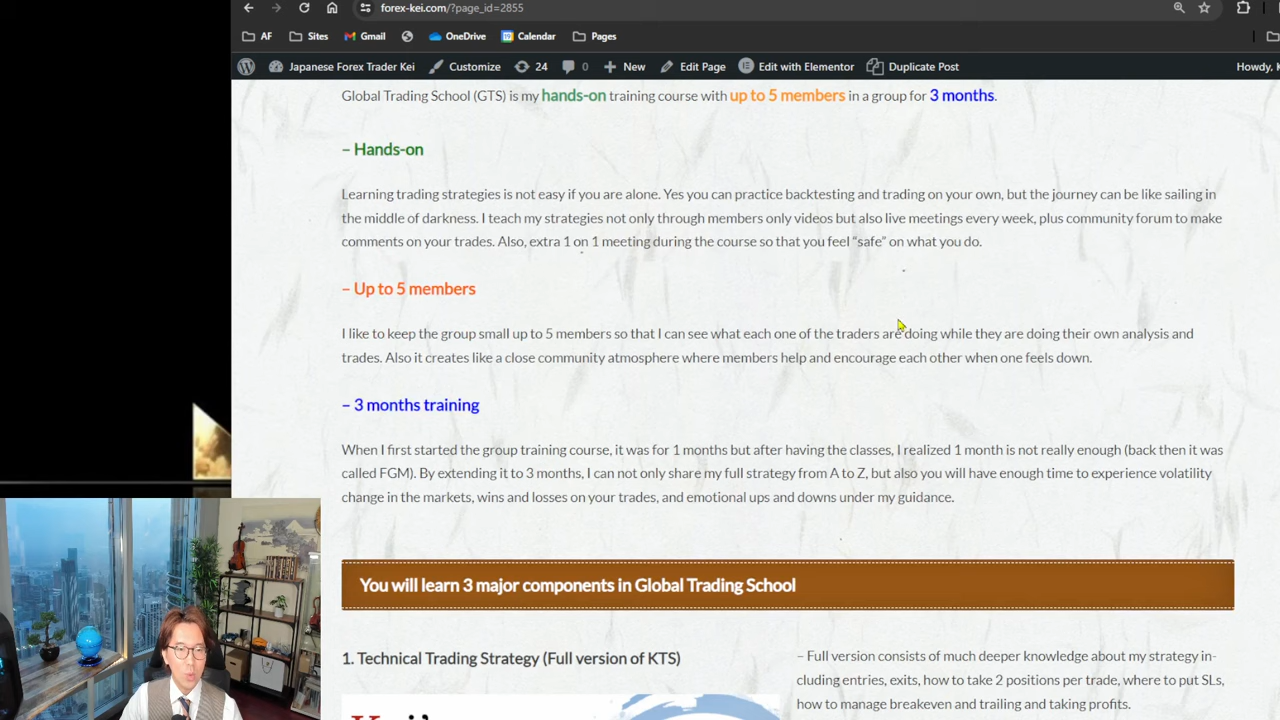 forex-kei.com/?page_id=2855
AF Sites Gmail OneDrive Calendar Pages
Japanese Forex Trader Kei Customize 24 0 New Edit Page Edit with Elementor Duplicate Post Howdy,
Global Trading School (GTS) is my hands-on training course with up to 5 members in a group for 3 months.
– Hands-on
Learning trading strategies is not easy if you are alone. Yes you can practice backtesting and trading on your own, but the journey can be like sailing in
the middle of darkness. I teach my strategies not only through members only videos but also live meetings every week, plus community forum to make
comments on your trades. Also, extra 1 on 1 meeting during the course so that you feel “safe” on what you do.
– Up to 5 members
I like to keep the group small up to 5 members so that I can see what each one of the traders are doing while they are doing their own analysis and
trades. Also it creates like a close community atmosphere where members help and encourage each other when one feels down.
– 3 months training
When I first started the group training course, it was for 1 months but after having the classes, I realized 1 month is not really enough (back then it was
called FGM). By extending it to 3 months, I can not only share my full strategy from A to Z, but also you will have enough time to experience volatility
change in the markets, wins and losses on your trades, and emotional ups and downs under my guidance.
You will learn 3 major components in Global Trading School
1. Technical Trading Strategy (Full version of KTS)
– Full version consists of much deeper knowledge about my strategy in-
cluding entries, exits, how to take 2 positions per trade, where to put SLs,
how to manage breakeven and trailing and taking profits.